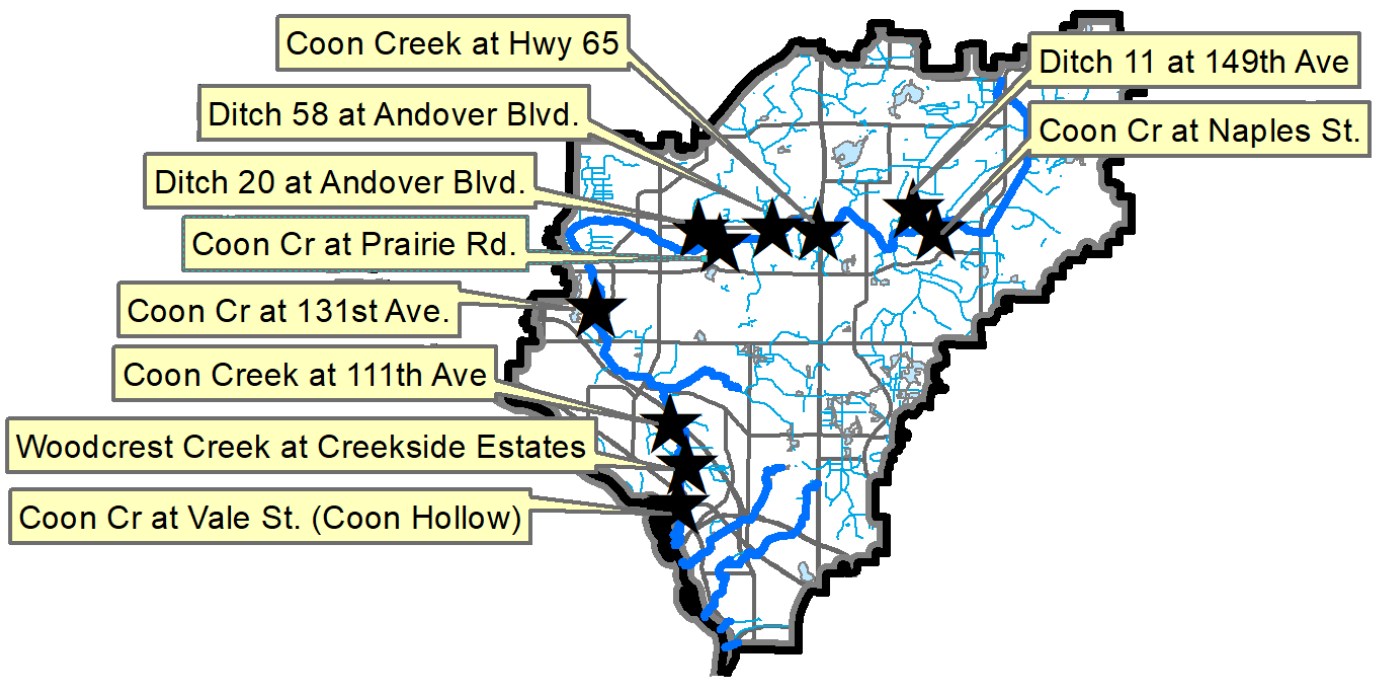 Coon Creek at Hwy 65
Ditch 11 at 149th Ave
Ditch 58 at Andover Blvd.
Coon Cr at Naples St.
Ditch 20 at Andover Blvd.
Coon Cr at Prairie Rd.
Coon Cr at 131st Ave.
Coon Creek at 111th Ave
Woodcrest Creek at Creekside Estates
Coon Cr at Vale St. (Coon Hollow)